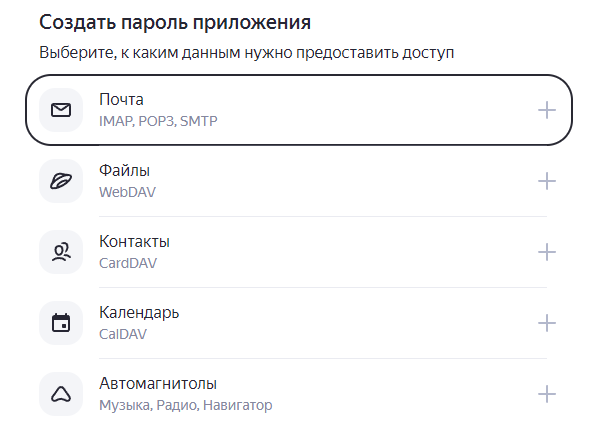 Создать пароль приложения
Выберите, к каким данным нужно предоставить доступ
Почта
IMAP, POP3, SMTP
Файлы
WebDAV
Контакты
CardDAV
Календарь
CalDAV
Автомагнитолы
Музыка, Радио, Навигатор